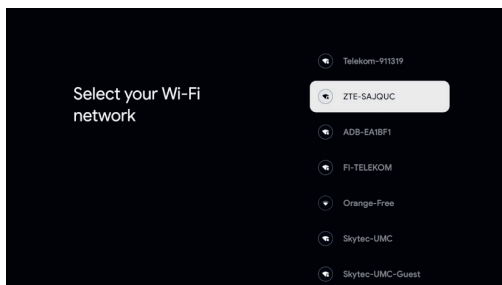 Select your Wi-Fi
network
Telekom-911319
ZTE-SAJQUC
ADB-EA1BF1
FI-TELEKOM
Orange-Free
Skytec-UMC
Skytec-UMC-Guest